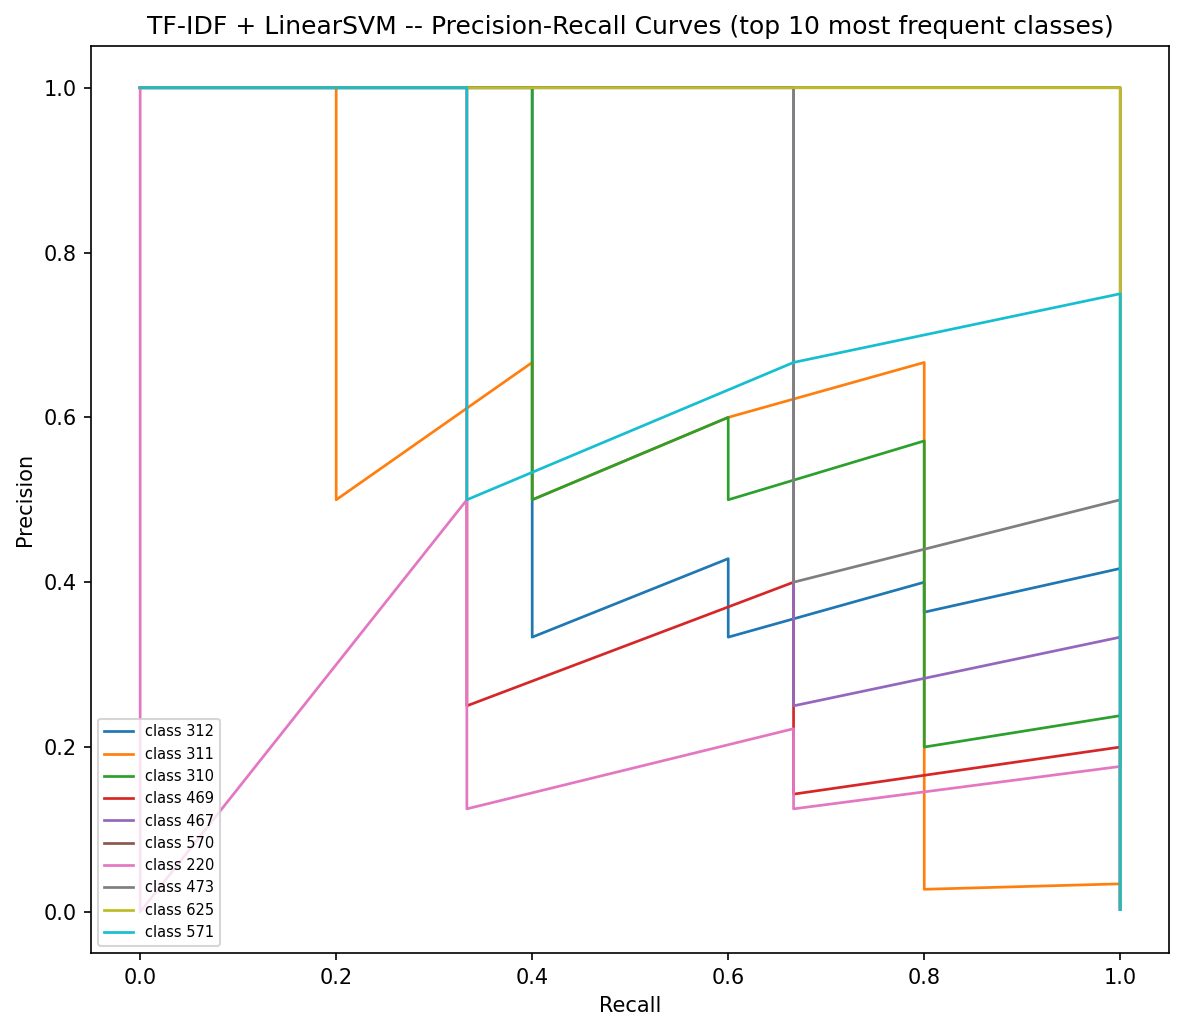 TF-IDF + LinearSVM -- Precision-Recall Curves (top 10 most frequent classes)
Precision
1.0
0.8
0.6
0.4
0.2
0.0
class 312
class 311
class 310
class 469
class 467
class 570
class 220
class 473
class 625
class 571
0.0 0.2 0.4 0.6 0.8 1.0
Recall